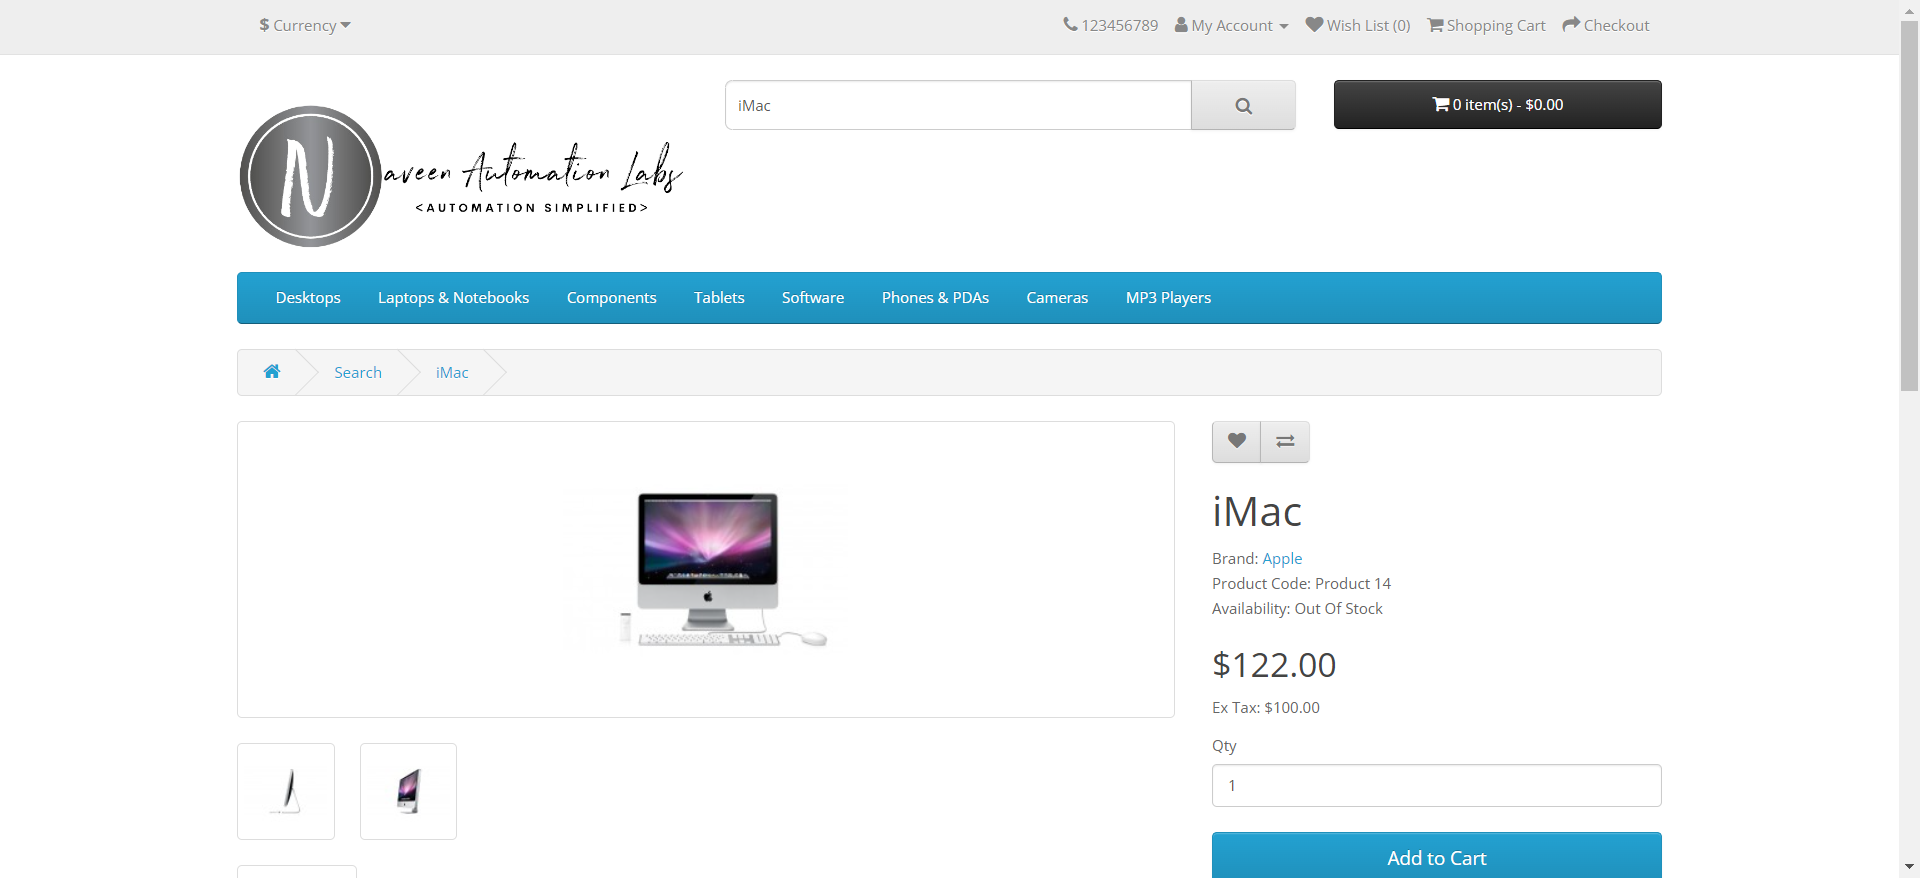 $ Currency
123456789 My Account Wish List (0) Shopping Cart Checkout
iMac
0 item(s) - $0.00
Naveen Automation Labs
<AUTOMATION SIMPLIFIED>
Desktops Laptops & Notebooks Components Tablets Software Phones & PDAs Cameras MP3 Players
Search iMac
iMac
Brand: Apple
Product Code: Product 14
Availability: Out Of Stock
$122.00
Ex Tax: $100.00
Qty
1
Add to Cart